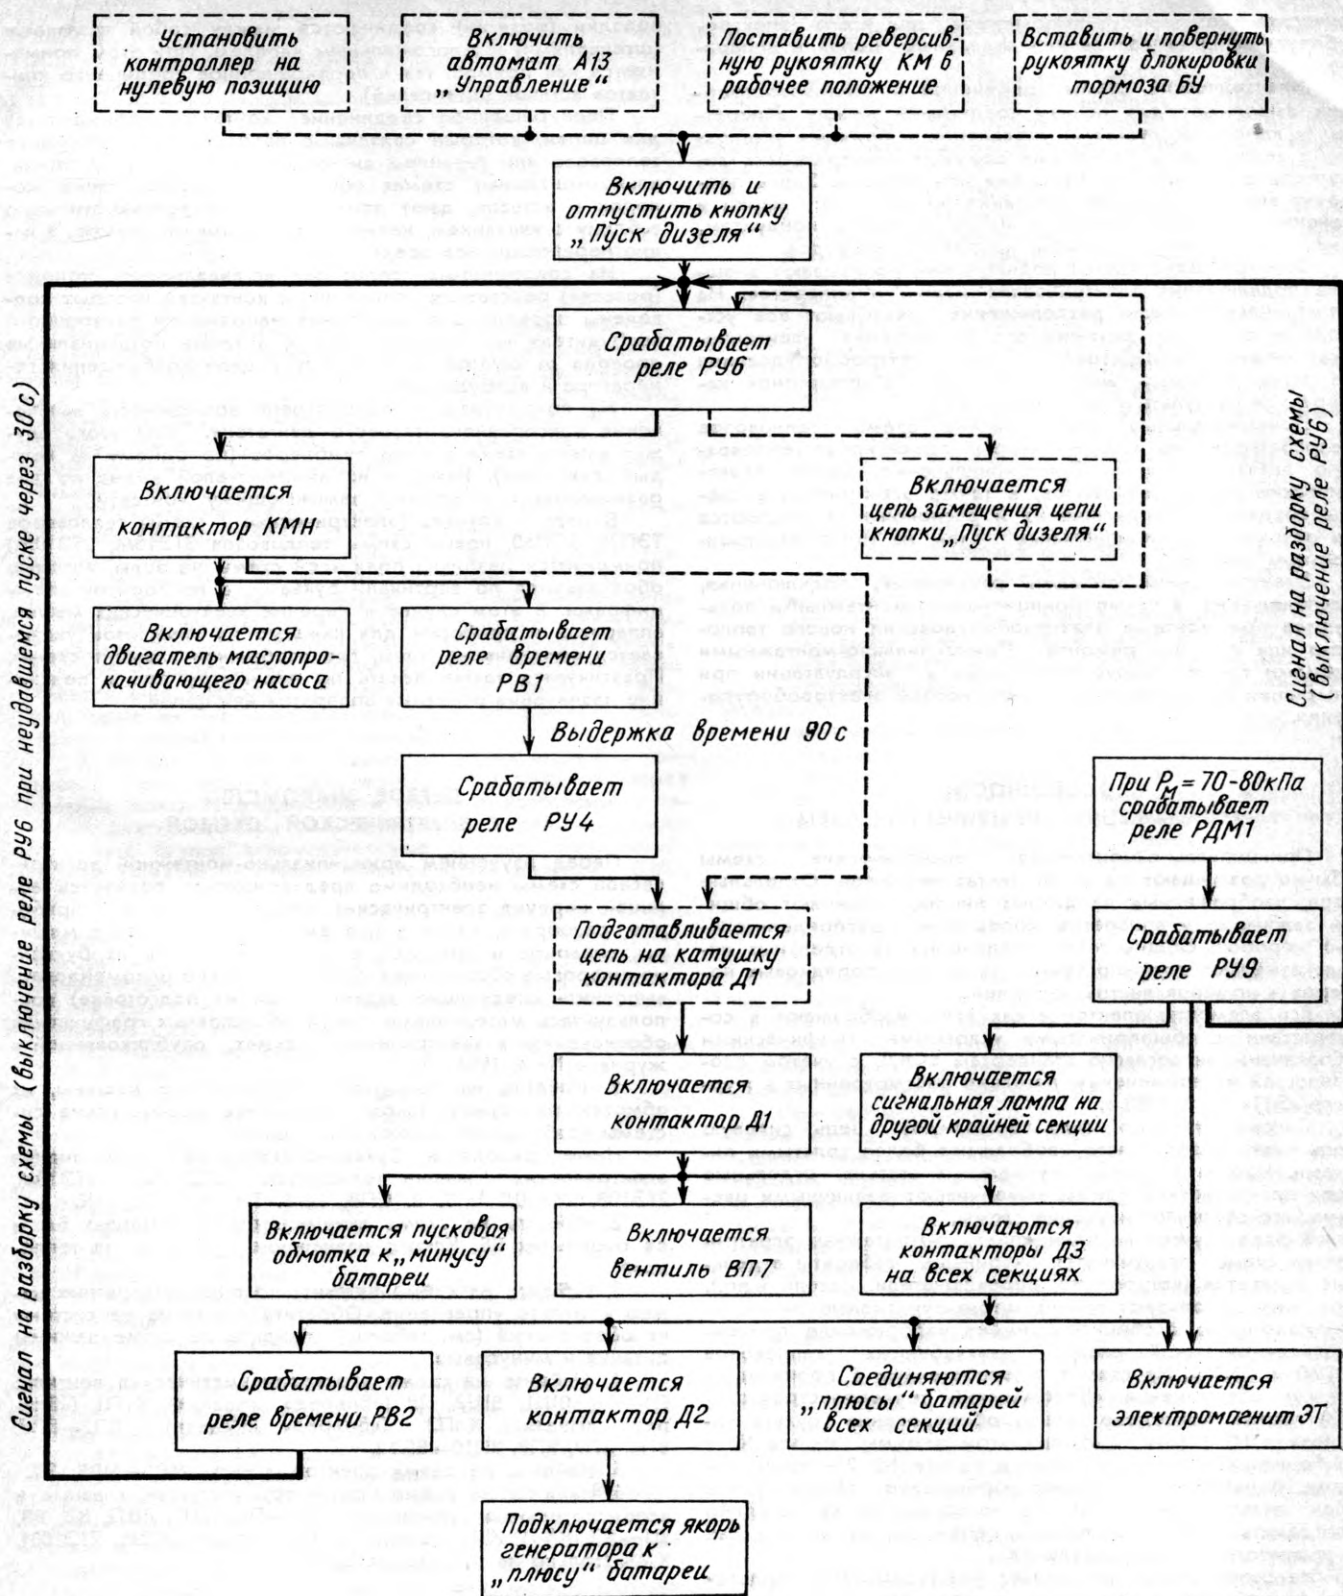 Установить
контроллер на
нулевую позицию
Включить
автомат А13
„Управление“
Поставить реверсив-
ную рукоятку КМ в
рабочее положение
Вставить и повернуть
рукоятку блокировки
тормоза БУ
Включить и
отпустить кнопку
„Пуск дизеля“
Срабатывает
реле РУ6
Включается
контактор КМН
Включается
цепь замещения цепи
кнопки „Пуск дизеля“
Включается
двигатель маслопро-
качивающего насоса
Срабатывает
реле времени
РВ1
Выдержка времени 90 с
Срабатывает
реле РУ4
При Pм = 70-80кПа
срабатывает
реле РДМ1
Подготавливается
цепь на катушку
контактора Д1
Срабатывает
реле РУ9
Включается
контактор Д1
Включается
сигнальная лампа на
другой крайней секции
Включается пусковая
обмотка к „минусу“
батареи
Включается
вентиль ВП7
Включаются
контакторы Д3
на всех секциях
Срабатывает
реле времени РВ2
Включается
контактор Д2
Соединяются
„плюсы“ батарей
всех секций
Включается
электромагнит ЭТ
Подключается якорь
генератора к
„плюсу“ батареи
Сигнал на разборку схемы (выключение реле РУ6 при неудавшемся пуске через 30 с)
Сигнал на разборку схемы
(выключение реле РУ6)